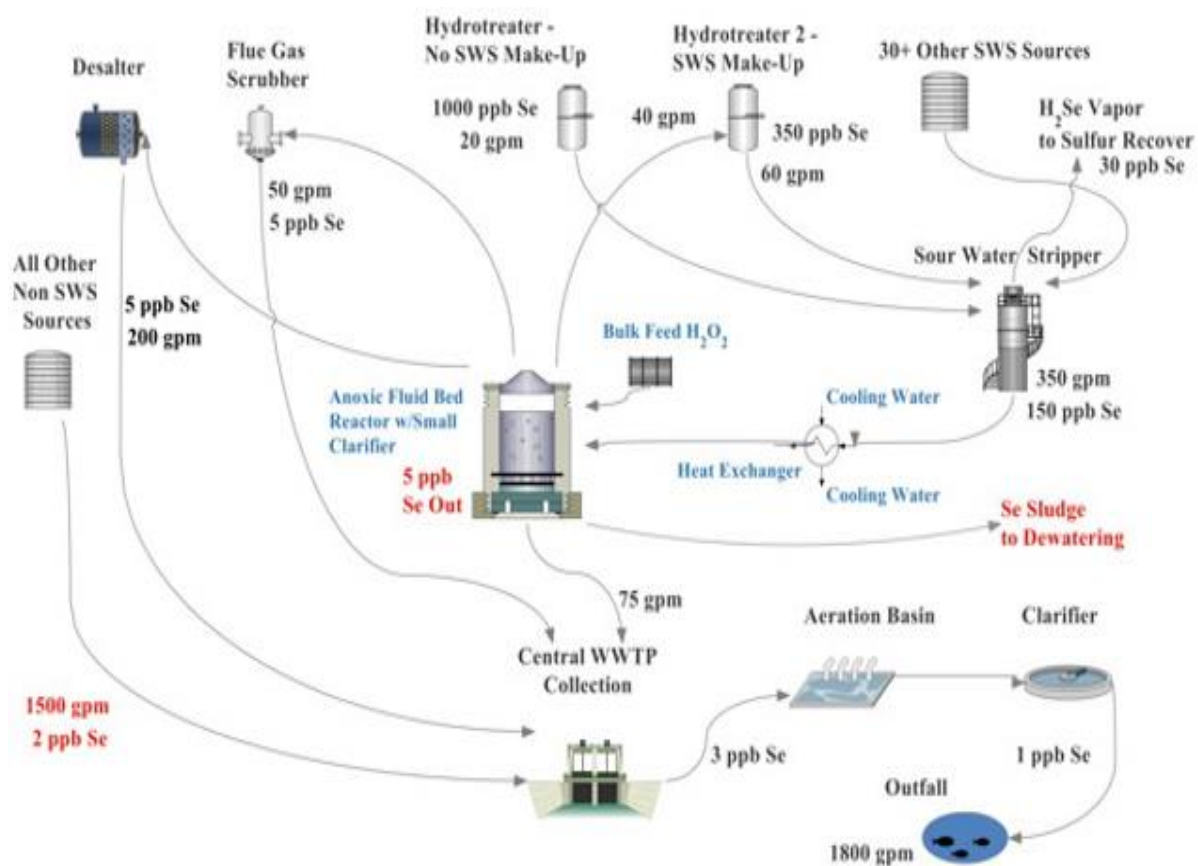 Hydrotreater -
No SWS Make-Up
Hydrotreater 2 -
SWS Make-Up
30+ Other SWS Sources
Flue Gas
Scrubber
Desalter
1000 ppb Se
20 gpm
40 gpm
350 ppb Se
60 gpm
H₂Se Vapor
to Sulfur Recover
30 ppb Se
50 gpm
5 ppb Se
All Other
Non SWS
Sources
5 ppb Se
200 gpm
Sour Water Stripper
Bulk Feed H₂O₂
350 gpm
150 ppb Se
Anoxic Fluid Bed
Reactor w/Small
Clarifier
Cooling Water
Heat Exchanger
Cooling Water
5 ppb
Se Out
Se Sludge
to Dewatering
75 gpm
Central WWTP
Collection
Aeration Basin
Clarifier
1500 gpm
2 ppb Se
3 ppb Se
1 ppb Se
Outfall
1800 gpm